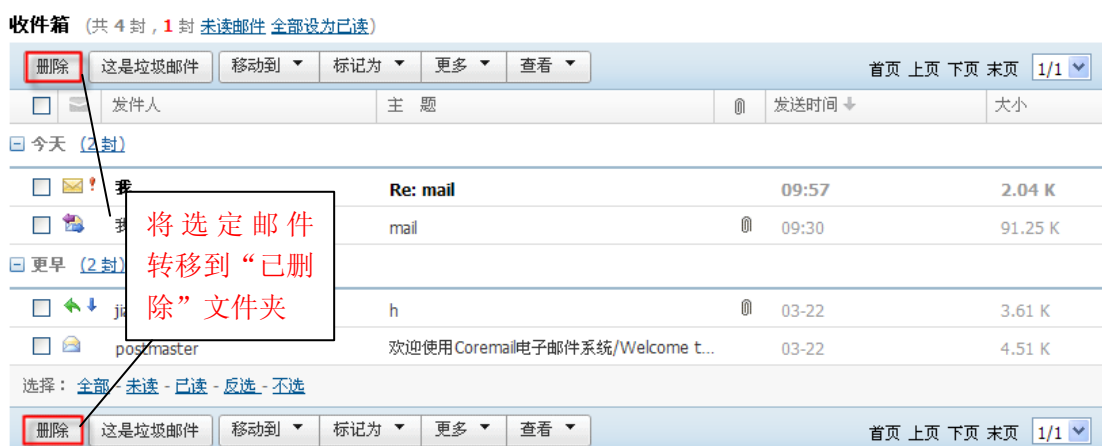 收件箱 (共 4 封 , 1 封 未读邮件 全部设为已读)
删除 这是垃圾邮件 移动到 标记为 更多 查看 首页 上页 下页 末页 1/1
发件人 主 题 发送时间 大小
今天 (2 封)
我 Re: mail 09:57 2.04 K
mail 09:30 91.25 K
更早 (2 封)
h 03-22 3.61 K
postmaster 欢迎使用Coremail电子邮件系统/Welcome t... 03-22 4.51 K
将选定邮件
转移到“已删
除”文件夹
选择： 全部 - 未读 - 已读 - 反选 - 不选
删除 这是垃圾邮件 移动到 标记为 更多 查看 首页 上页 下页 末页 1/1